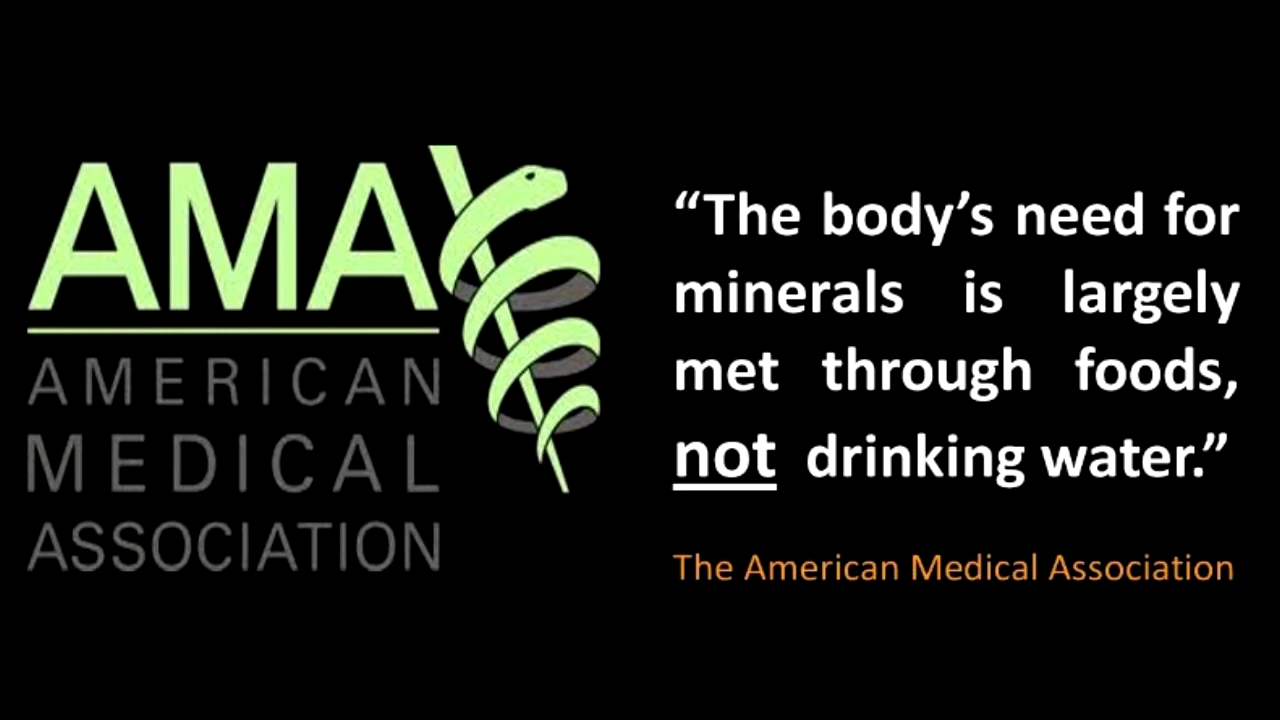 AMA
AMERICAN
MEDICAL
ASSOCIATION
“The body’s need for
minerals is largely
met through foods,
not drinking water.”
The American Medical Association